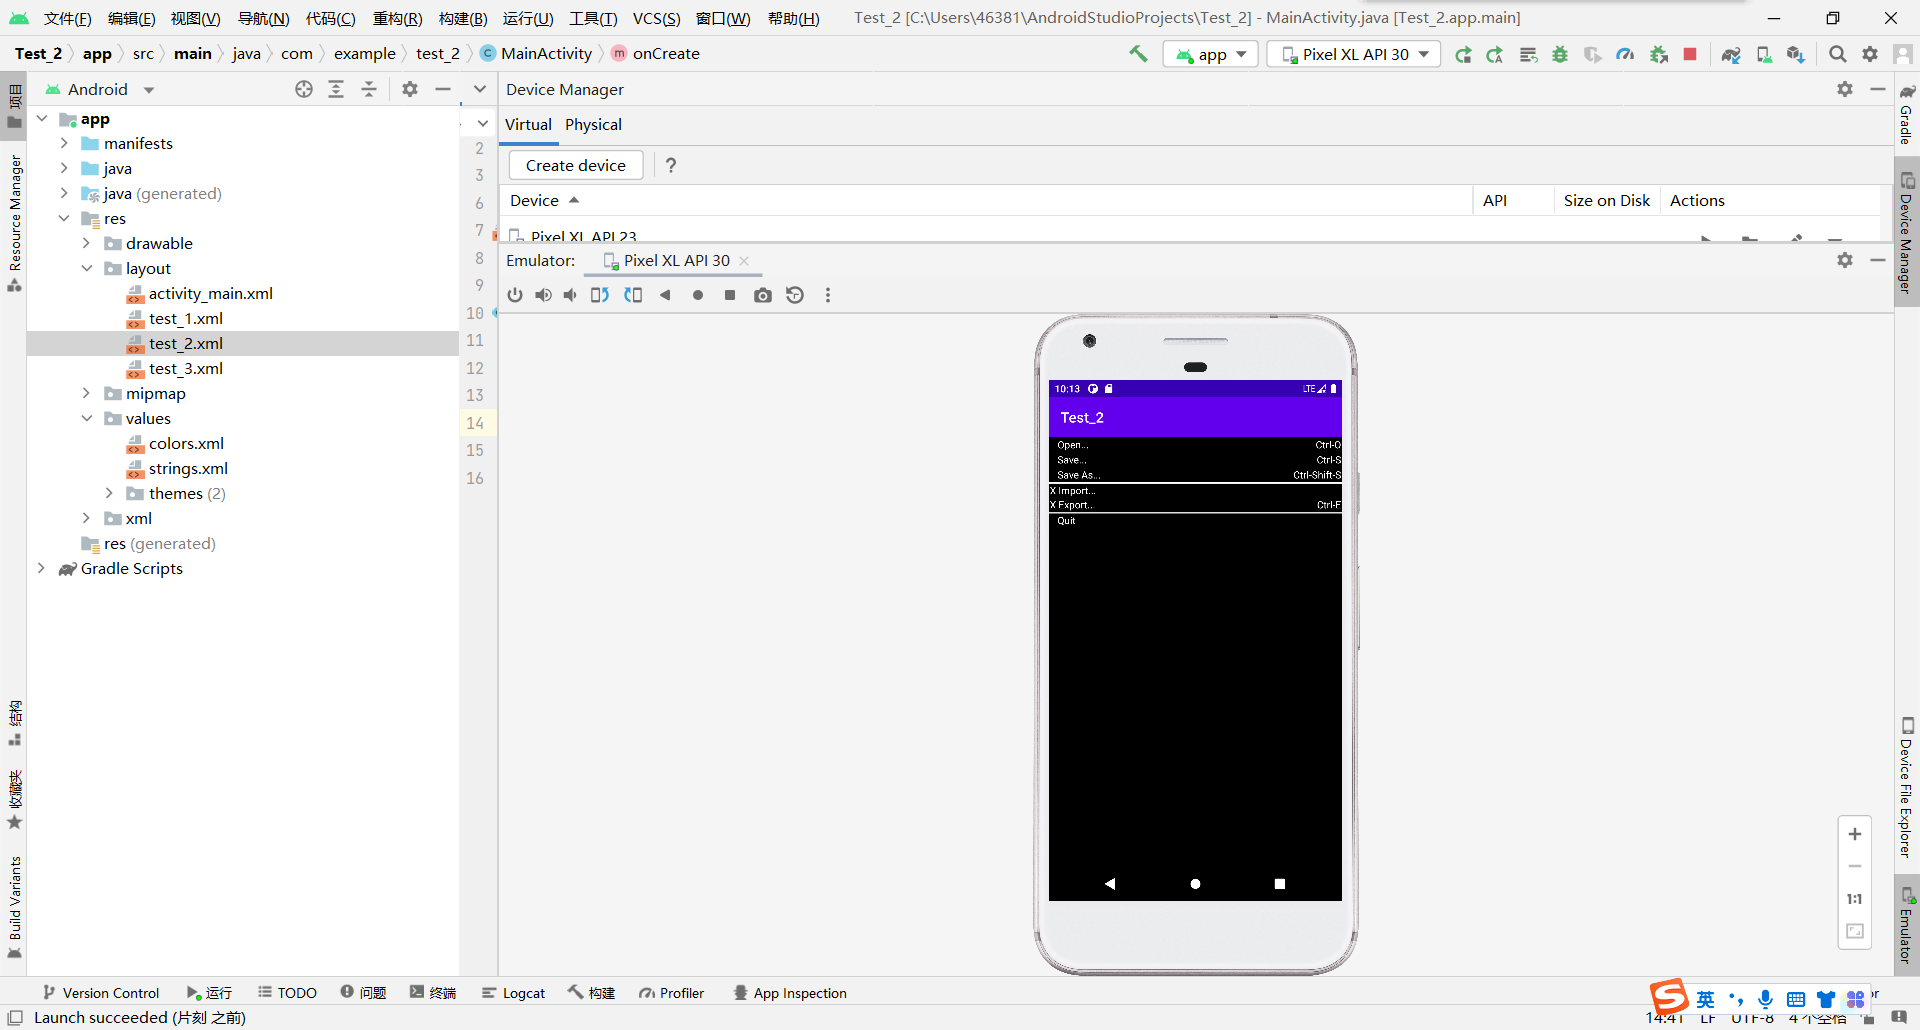 文件(F) 编辑(E) 视图(V) 导航(N) 代码(C) 重构(R) 构建(B) 运行(U) 工具(T) VCS(S) 窗口(W) 帮助(H) Test_2 [C:\Users\46381\AndroidStudioProjects\Test_2] - MainActivity.java [Test_2.app.main]
Test_2 app src main java com example test_2 MainActivity onCreate app Pixel XL API 30
项目
Resource Manager
结构
收藏夹
Build Variants
Android
app
manifests
java
java (generated)
res
drawable
layout
activity_main.xml
test_1.xml
test_2.xml
test_3.xml
mipmap
values
colors.xml
strings.xml
themes (2)
xml
res (generated)
Gradle Scripts
2
3
6
7
8
9
10
11
12
13
14
15
16
Device Manager
Virtual Physical
Create device ?
Device API Size on Disk Actions
Pixel XL API 23
Emulator: Pixel XL API 30
10:13 LTE
Test_2
Open... Ctrl-O
Save... Ctrl-S
Save As... Ctrl-Shift-S
X Import...
X Export... Ctrl-E
Quit
1:1
Gradle
Device Manager
Device File Explorer
Emulator
Version Control 运行 TODO 问题 终端 Logcat 构建 Profiler App Inspection
英
Launch succeeded (片刻 之前) 14:41 LF UTF-8 4 个空格